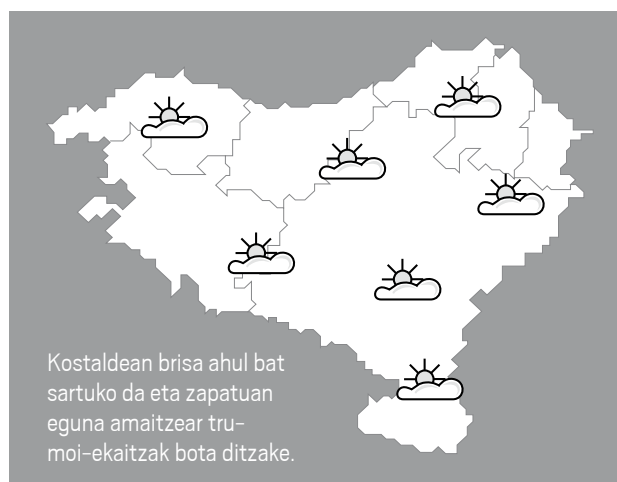 Kostaldean brisa ahul bat
sartuko da eta zapatuan
eguna amaitzear tru-
moi-ekaitzak bota ditzake.